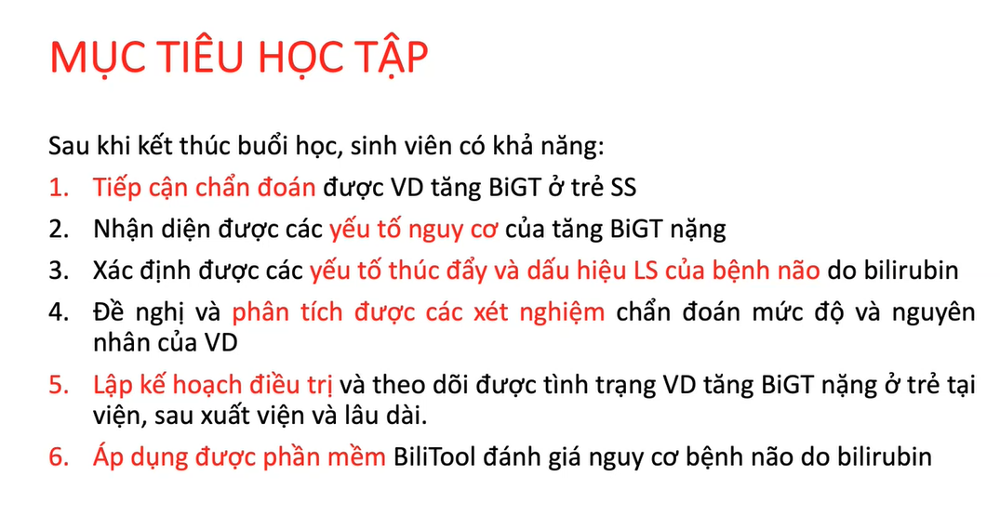 MỤC TIÊU HỌC TẬP
Sau khi kết thúc buổi học, sinh viên có khả năng:
1. Tiếp cận chẩn đoán được VD tăng BiGT ở trẻ SS
2. Nhận diện được các yếu tố nguy cơ của tăng BiGT nặng
3. Xác định được các yếu tố thúc đẩy và dấu hiệu LS của bệnh não do bilirubin
4. Đề nghị và phân tích được các xét nghiệm chẩn đoán mức độ và nguyên
nhân của VD
5. Lập kế hoạch điều trị và theo dõi được tình trạng VD tăng BiGT nặng ở trẻ tại
viện, sau xuất viện và lâu dài.
6. Áp dụng được phần mềm BiliTool đánh giá nguy cơ bệnh não do bilirubin